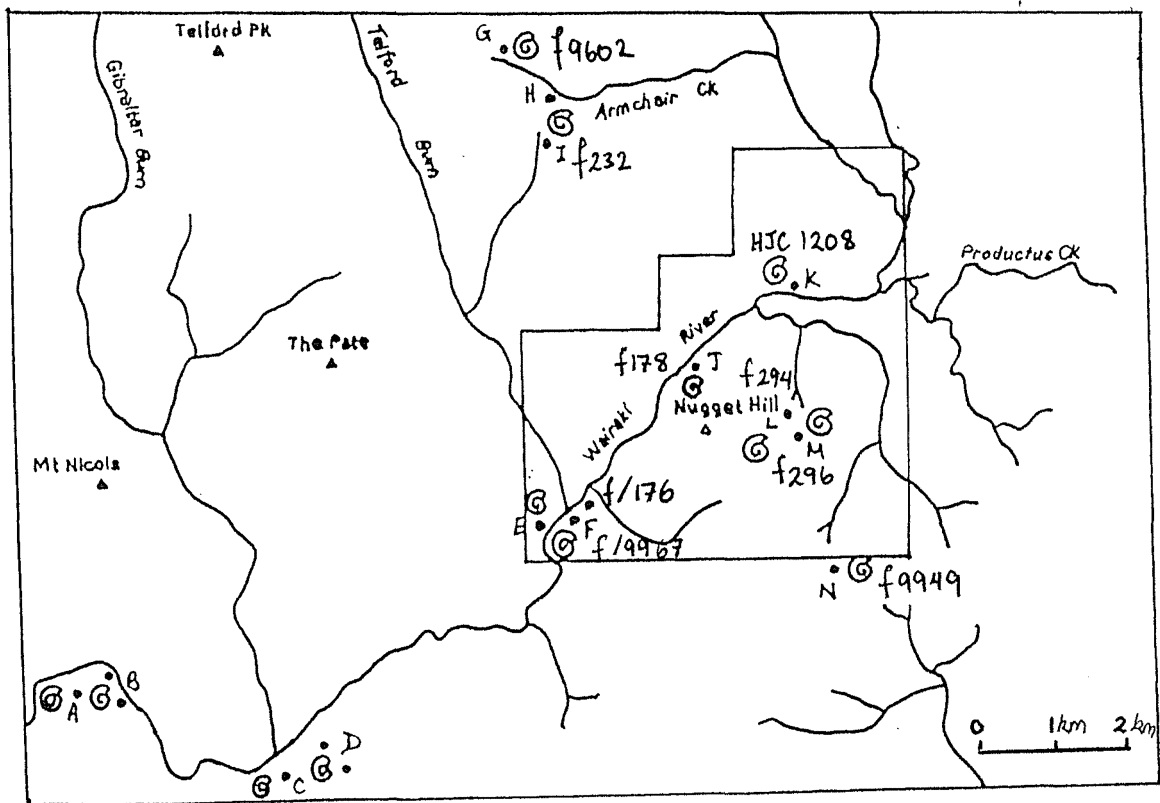 Telford Pk
Gibraltar Burn
Telford Burn
G
f9602
H
Armchair Ck
I f232
HJC 1208
K
Productus Ck
The Pate
River
Wairaki
f178
J
f294
Nugget Hill
L
M
f296
Mt Nicola
f/176
E
F
f/9967
N
f9949
B
A
D
C
0 1km 2km